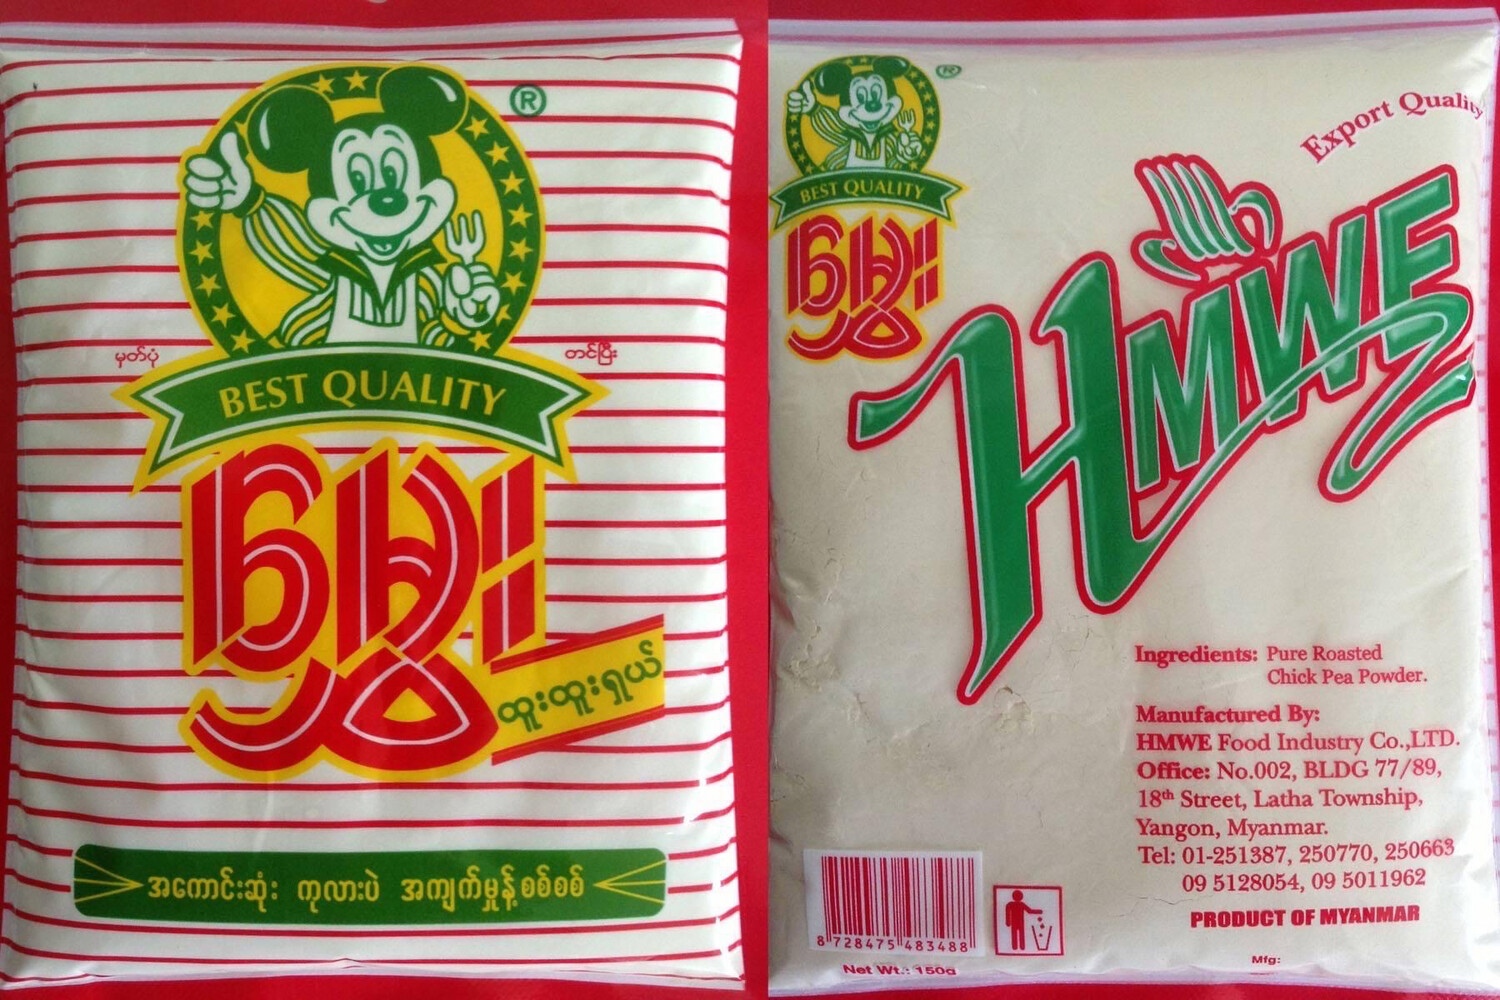 ®
မှတ်ပုံ
တင်ပြီး
BEST QUALITY
မွှေး
ထူးထူးရှယ်
အကောင်းဆုံး ကုလားပဲ အကျက်မှုန့်စစ်စစ်
®
BEST QUALITY
မွှေး
Export Quality
HMWE
Ingredients: Pure Roasted
Chick Pea Powder.
Manufactured By:
HMWE Food Industry Co.,LTD.
Office: No.002, BLDG 77/89,
18th Street, Latha Township,
Yangon, Myanmar.
Tel: 01-251387, 250770, 250663
09 5128054, 09 5011962
PRODUCT OF MYANMAR
Mfg:
8 728475 483488
Net Wt.: 150g